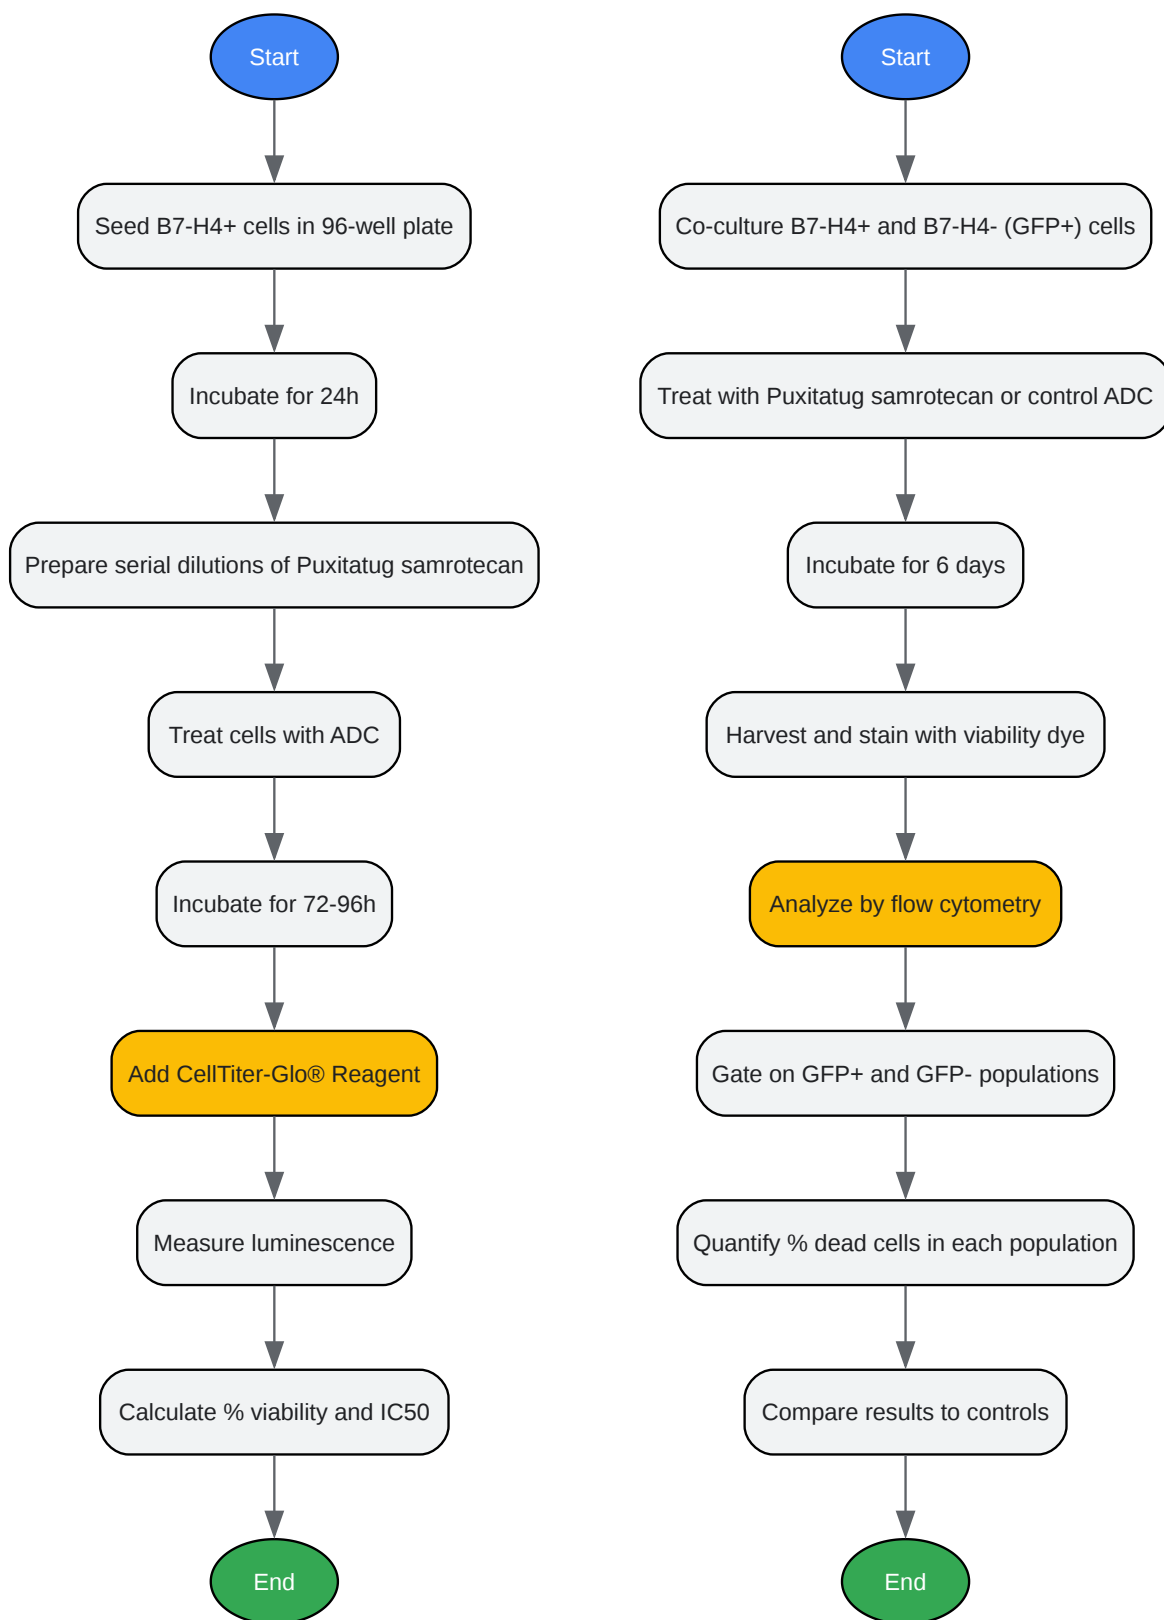 Start
Seed B7-H4+ cells in 96-well plate
Incubate for 24h
Prepare serial dilutions of Puxitatug samrotecan
Treat cells with ADC
Incubate for 72-96h
Add CellTiter-Glo® Reagent
Measure luminescence
Calculate % viability and IC50
End
Start
Co-culture B7-H4+ and B7-H4- (GFP+) cells
Treat with Puxitatug samrotecan or control ADC
Incubate for 6 days
Harvest and stain with viability dye
Analyze by flow cytometry
Gate on GFP+ and GFP- populations
Quantify % dead cells in each population
Compare results to controls
End